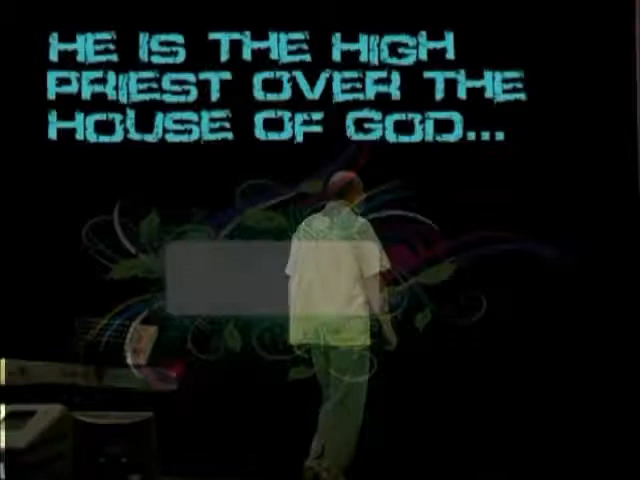 HE IS THE HIGH
PRIEST OVER THE
HOUSE OF GOD...